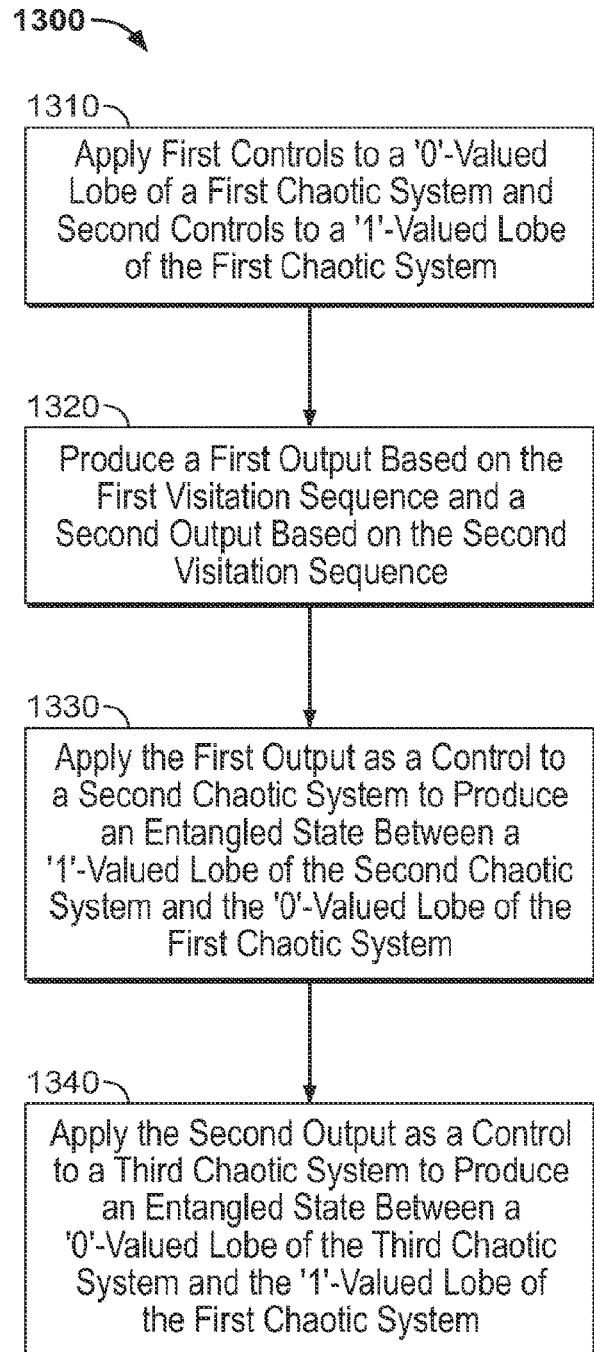 1300
1310
Apply First Controls to a '0'-Valued
Lobe of a First Chaotic System and
Second Controls to a '1'-Valued Lobe
of the First Chaotic System
1320
Produce a First Output Based on the
First Visitation Sequence and a
Second Output Based on the Second
Visitation Sequence
1330
Apply the First Output as a Control to
a Second Chaotic System to Produce
an Entangled State Between a
'1'-Valued Lobe of the Second Chaotic
System and the '0'-Valued Lobe of the
First Chaotic System
1340
Apply the Second Output as a Control
to a Third Chaotic System to Produce
an Entangled State Between a
'0'-Valued Lobe of the Third Chaotic
System and the '1'-Valued Lobe of
the First Chaotic System